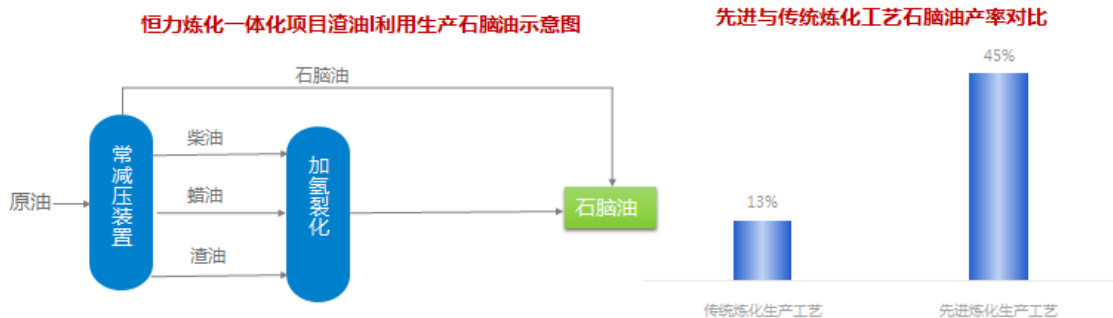 恒力炼化一体化项目渣油l利用生产石脑油示意图
石脑油
原油
常减压装置
柴油
蜡油
渣油
加氢裂化
石脑油
先进与传统炼化工艺石脑油产率对比
13%
45%
传统炼化生产工艺
先进炼化生产工艺